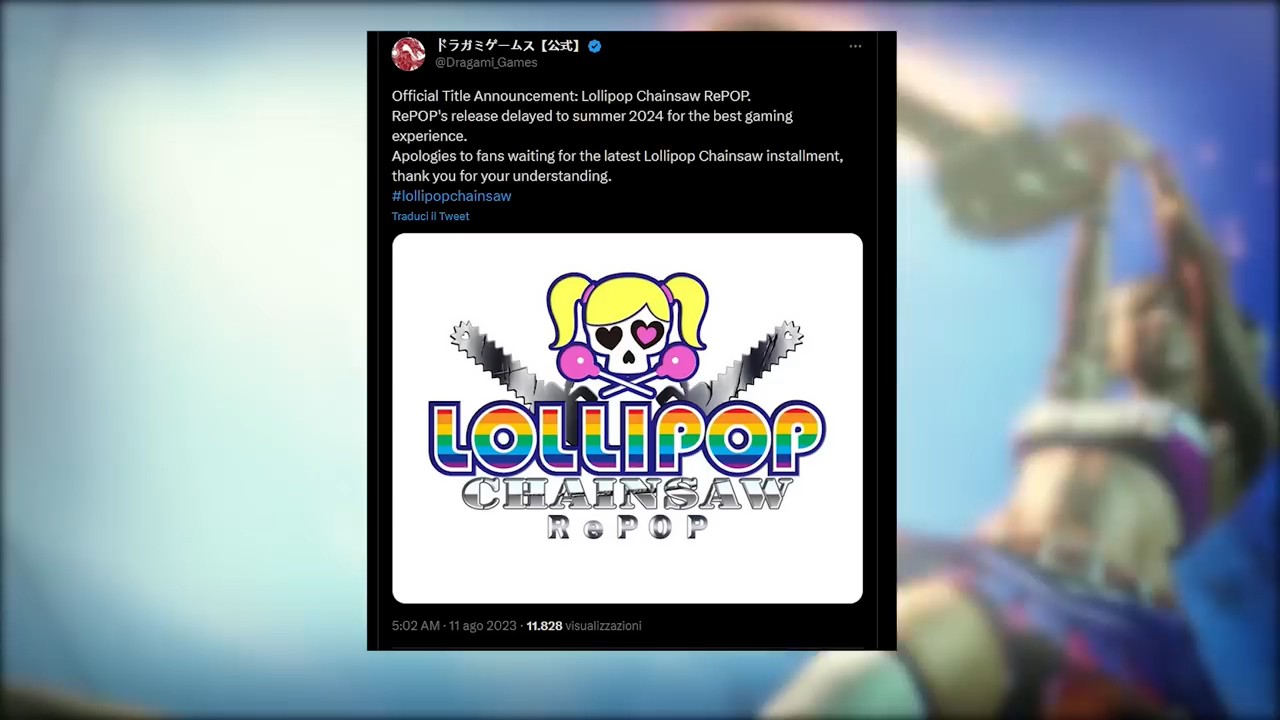 ドラガミゲームス【公式】
@Dragami_Games
Official Title Announcement: Lollipop Chainsaw RePOP.
RePOP's release delayed to summer 2024 for the best gaming
experience.
Apologies to fans waiting for the latest Lollipop Chainsaw installment,
thank you for your understanding.
#lollipopchainsaw
Traduci il Tweet
LOLLIPOP
CHAINSAW
RePOP
5:02 AM · 11 ago 2023 · 11.828 visualizzazioni